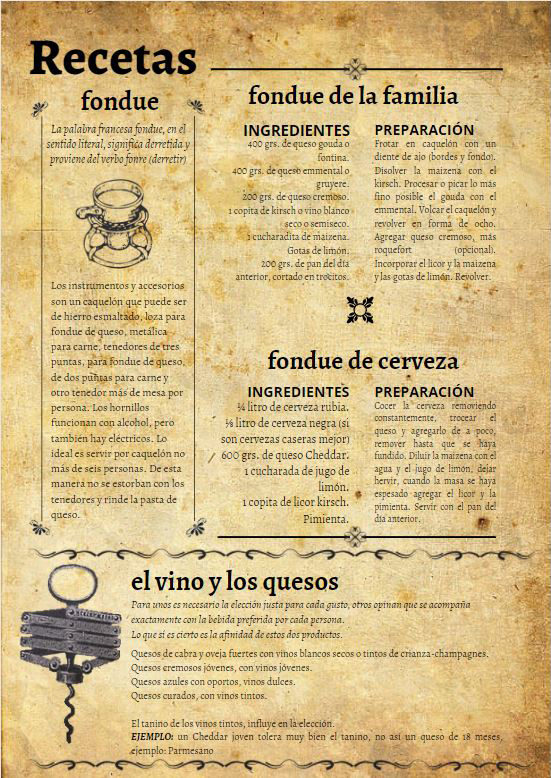 Recetas
fondue
La palabra francesa fondue, en el
sentido literal, significa derretida y
proviene del verbo fonre (derretir)
Los instrumentos y accesorios
son un caquelón que puede ser
de hierro esmaltado, loza para
fondue de queso, metálica
para carne, tenedores de tres
puntas, para fondue de queso,
de dos puntas para carne y
otro tenedor más de mesa por
persona. Los hornillos
funcionan con alcohol, pero
también hay eléctricos. Lo
ideal es servir por caquelón no
más de seis personas. De esta
manera no se estorban con los
tenedores y rinde la pasta de
queso.
fondue de la familia
INGREDIENTES
400 grs. de queso gouda o
fontina.
400 grs. de queso emmental o
gruyere.
200 grs. de queso cremoso.
1 copita de kirsch o vino blanco
seco o semiseco.
1 cucharadita de maizena.
Gotas de limón.
200 grs. de pan del día
anterior, cortado en trocitos.
PREPARACIÓN
Frotar en caquelón con un
diente de ajo (bordes y fondo).
Disolver la maizena con el
kirsch. Procesar o picar lo más
fino posible el gouda con el
emmental. Volcar el caquelón y
revolver en forma de ocho.
Agregar queso cremoso, más
roquefort (opcional).
Incorporar el licor y la maizena
y las gotas de limón. Revolver.
fondue de cerveza
INGREDIENTES
¼ litro de cerveza rubia.
⅛ litro de cerveza negra (si
son cervezas caseras mejor)
600 grs. de queso Cheddar.
1 cucharada de jugo de
limón.
1 copita de licor kirsch.
Pimienta.
PREPARACIÓN
Cocer la cerveza removiendo
constantemente, trocear el
queso y agregarlo de a poco,
remover hasta que se haya
fundido. Diluir la maizena con el
agua y el jugo de limón, dejar
hervir, cuando la masa se haya
espesado agregar el licor y la
pimienta. Servir con el pan del
día anterior.
el vino y los quesos
Para unos es necesario la elección justa para cada gusto, otros opinan que se acompaña
exactamente con la bebida preferida por cada persona.
Lo que si es cierto es la afinidad de estos dos productos.
Quesos de cabra y oveja fuertes con vinos blancos secos o tintos de crianza-champagnes.
Quesos cremosos jóvenes, con vinos jóvenes.
Quesos azules con oportos, vinos dulces.
Quesos curados, con vinos tintos.
El tanino de los vinos tintos, influye en la elección.
EJEMPLO: un Cheddar joven tolera muy bien el tanino, no así un queso de 18 meses,
ejemplo: Parmesano